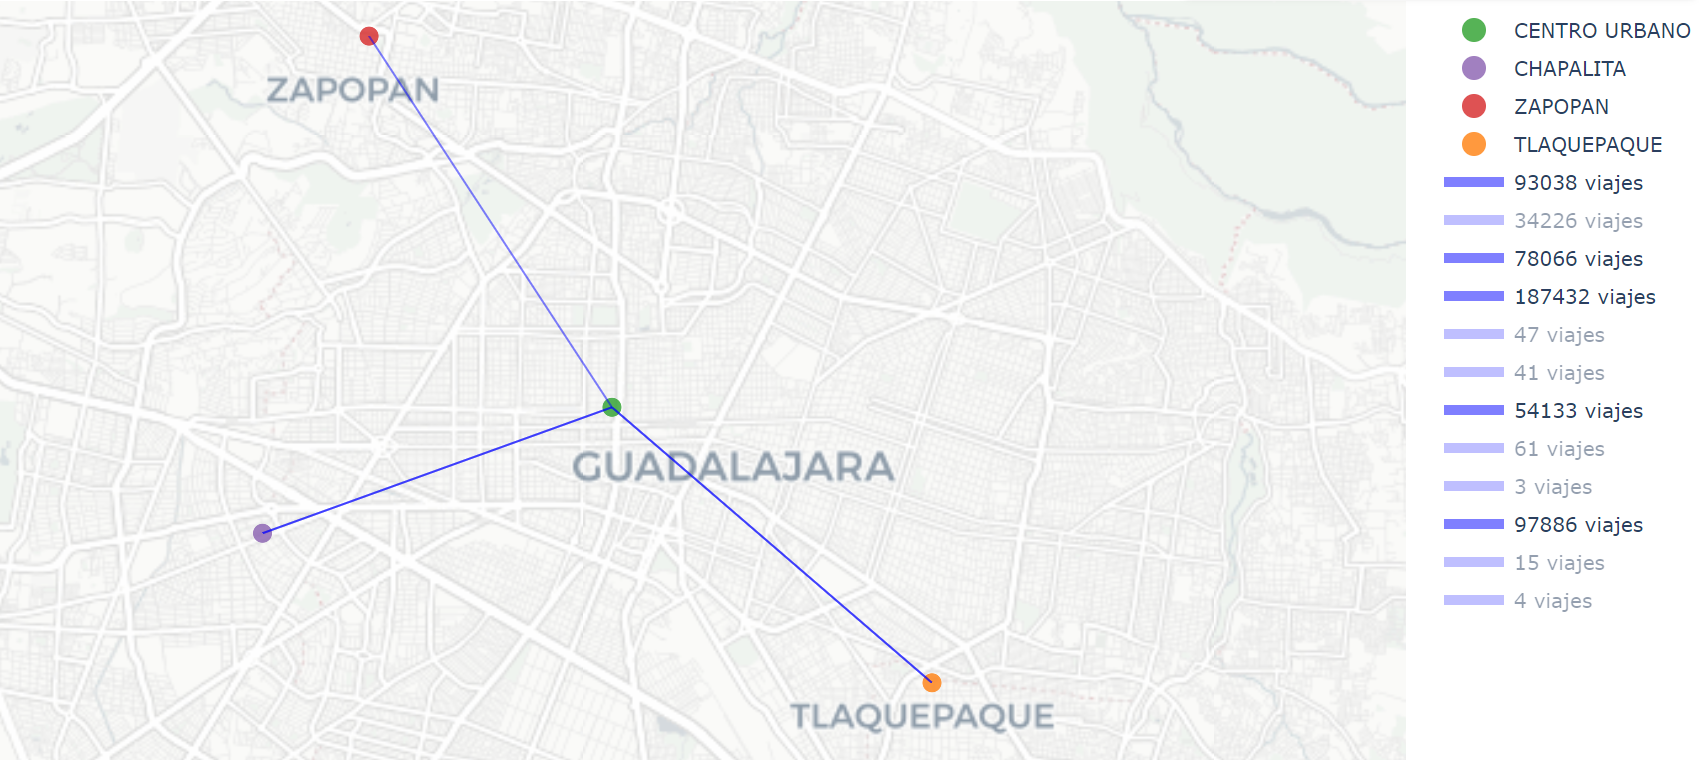 ZAPOPAN
GUADALAJARA
TLAQUEPAQUE
CENTRO URBANO
CHAPALITA
ZAPOPAN
TLAQUEPAQUE
93038 viajes
34226 viajes
78066 viajes
187432 viajes
47 viajes
41 viajes
54133 viajes
61 viajes
3 viajes
97886 viajes
15 viajes
4 viajes